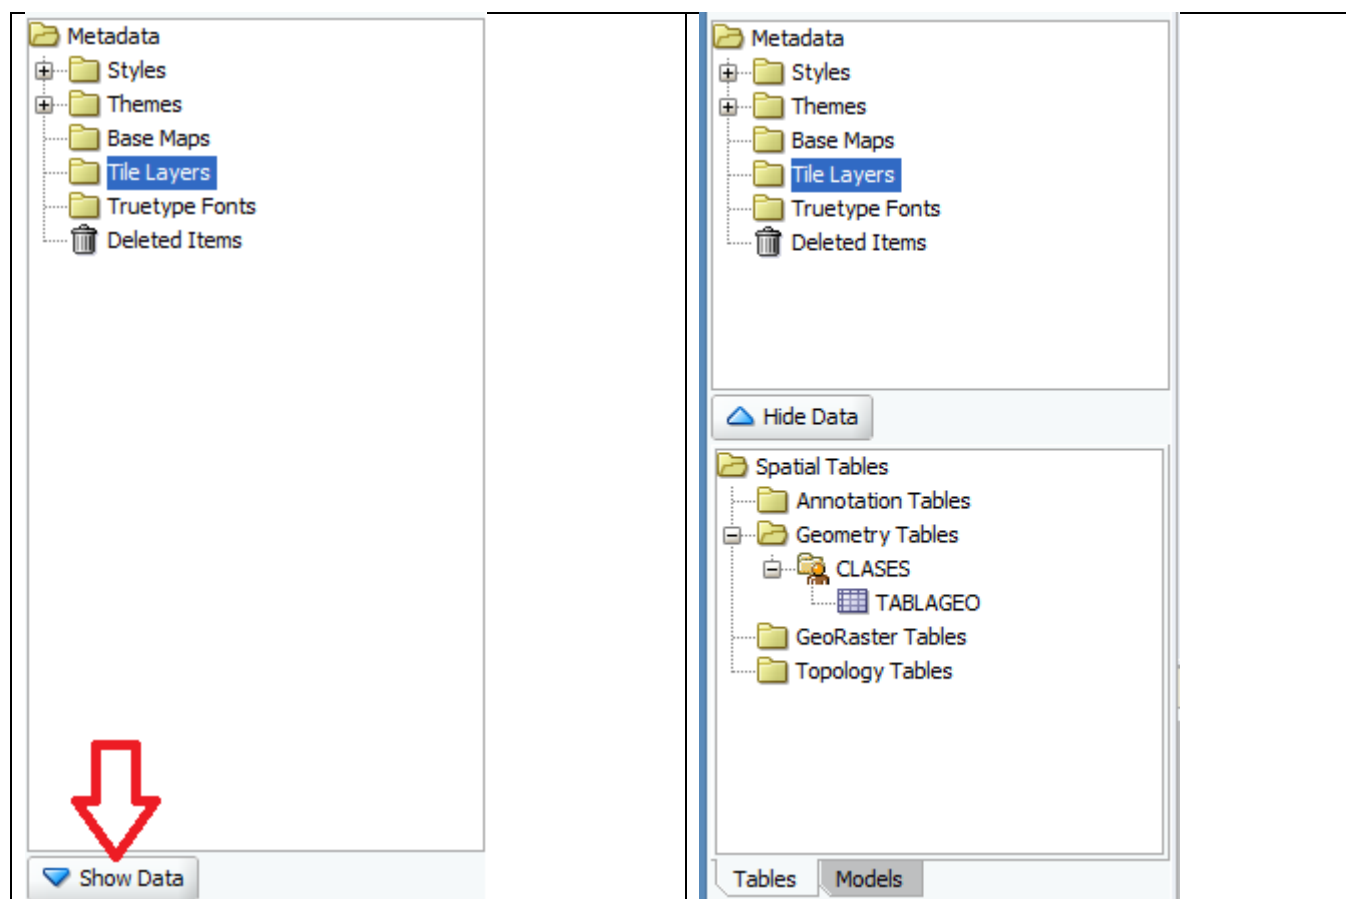 Metadata
Styles
Themes
Base Maps
Tile Layers
Truetype Fonts
Deleted Items
Show Data
Metadata
Styles
Themes
Base Maps
Tile Layers
Truetype Fonts
Deleted Items
Hide Data
Spatial Tables
Annotation Tables
Geometry Tables
CLASES
TABLAGEO
GeoRaster Tables
Topology Tables
Tables Models